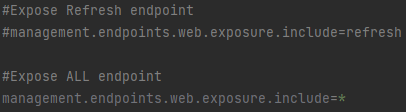 #Expose Refresh endpoint
#management.endpoints.web.exposure.include=refresh
#Expose ALL endpoint
management.endpoints.web.exposure.include=*